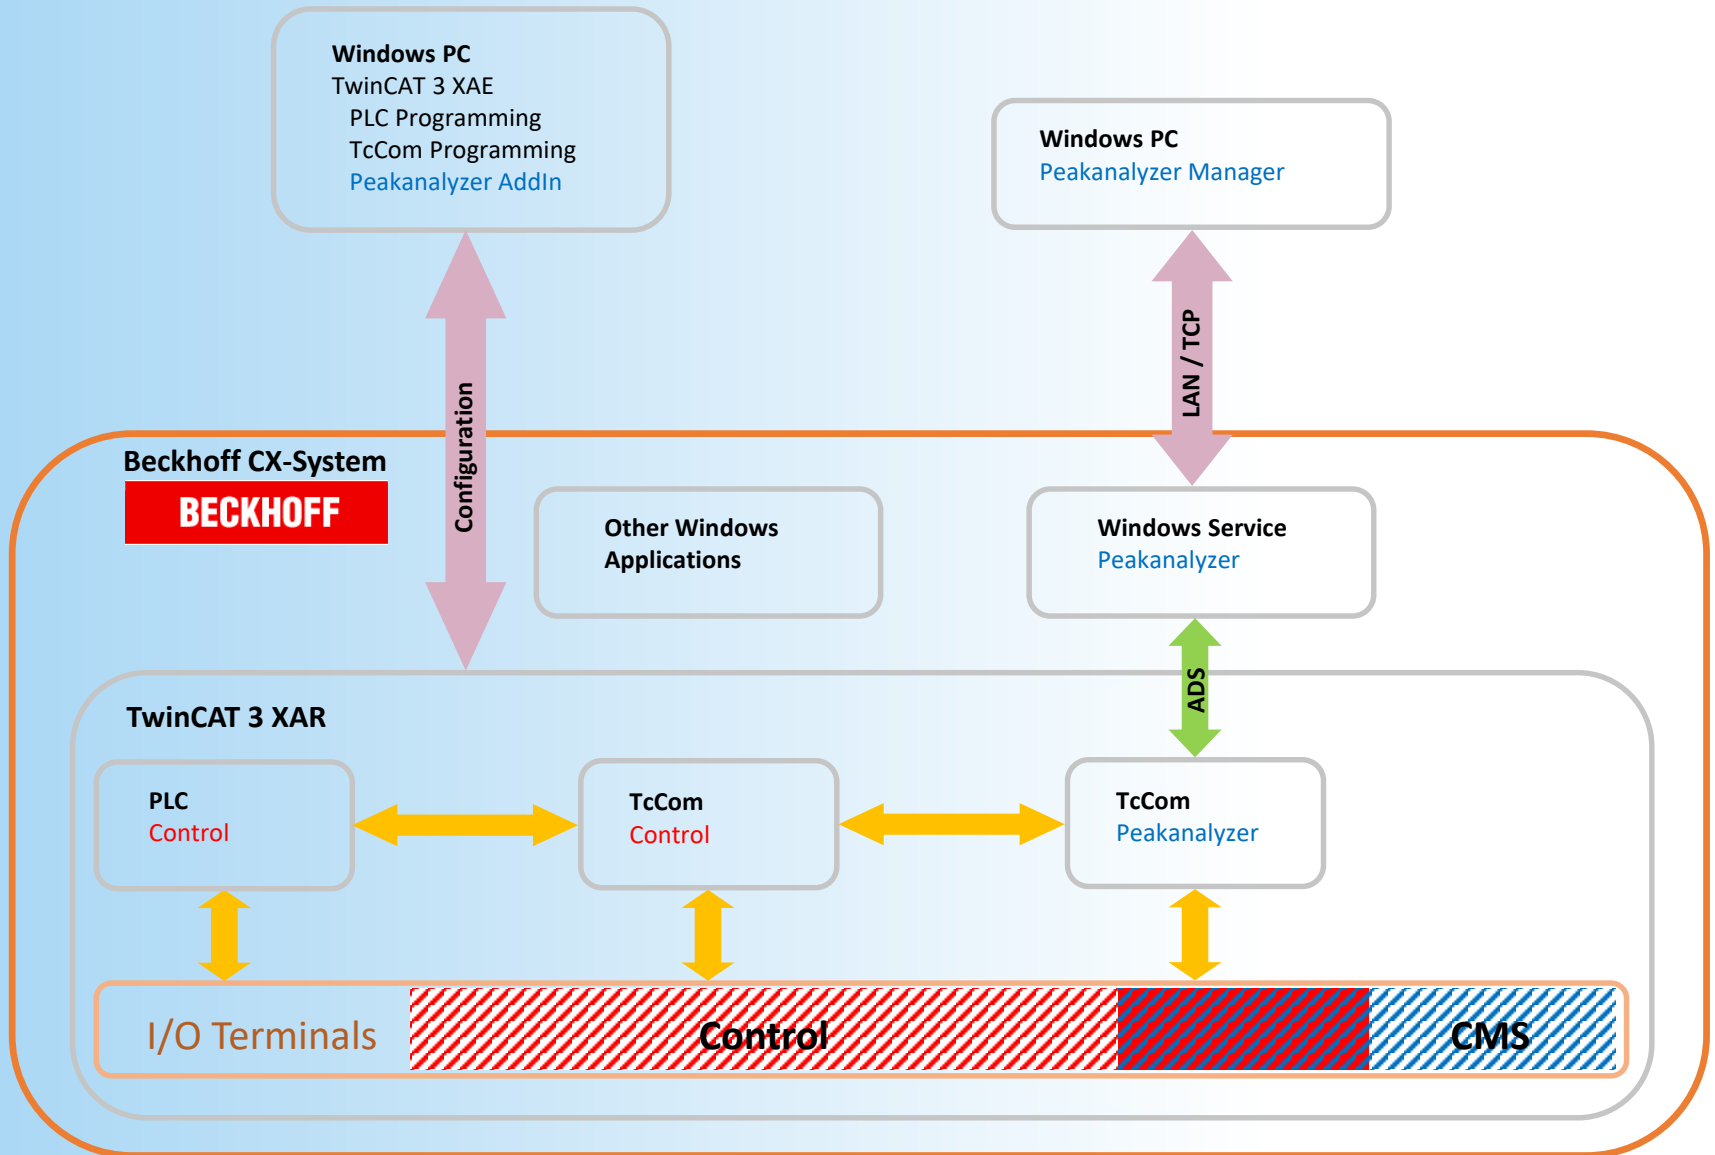 Windows PC
TwinCAT 3 XAE
PLC Programming
TcCom Programming
Peakanalyzer AddIn
Windows PC
Peakanalyzer Manager
Configuration
LAN / TCP
Beckhoff CX-System
BECKHOFF
Other Windows
Applications
Windows Service
Peakanalyzer
ADS
TwinCAT 3 XAR
PLC
Control
TcCom
Control
TcCom
Peakanalyzer
I/O Terminals
Control
CMS